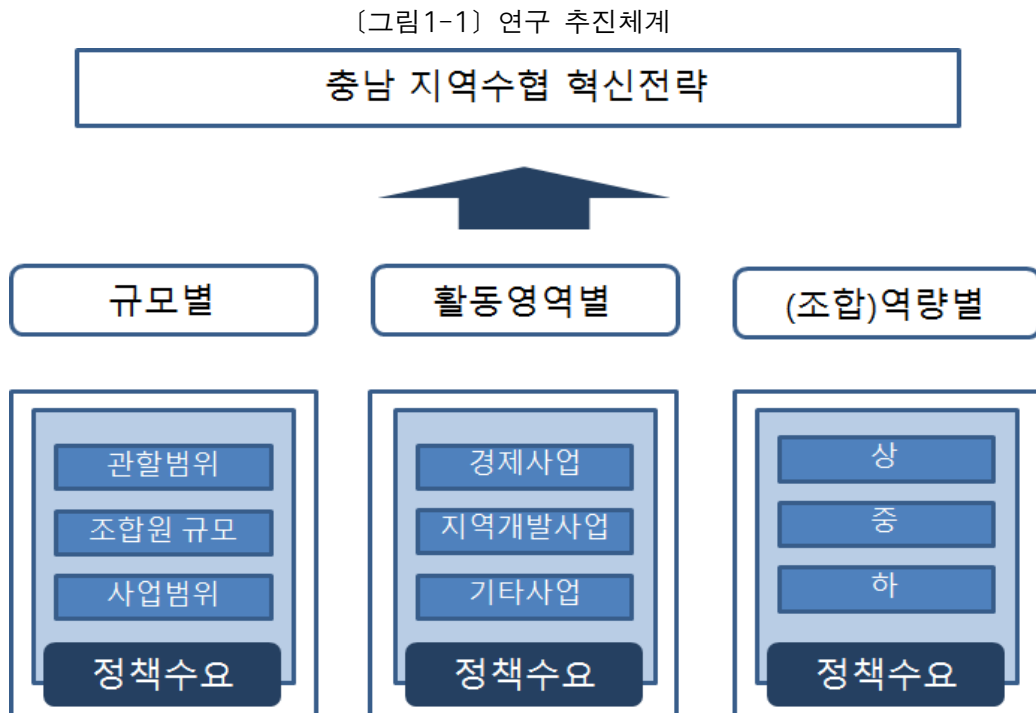 〔그림1-1〕 연구 추진체계
충남 지역수협 혁신전략
규모별
활동영역별
(조합)역량별
관할범위
조합원 규모
사업범위
정책수요
경제사업
지역개발사업
기타사업
정책수요
상
중
하
정책수요